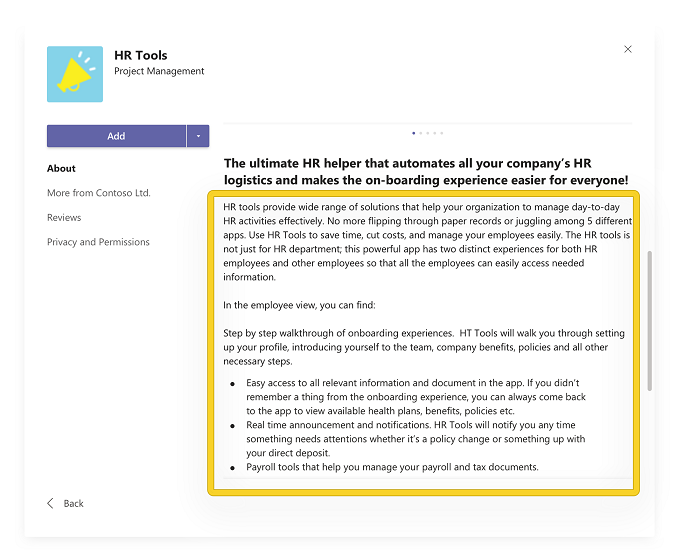 HR Tools
Project Management
Add
About
More from Contoso Ltd.
Reviews
Privacy and Permissions
The ultimate HR helper that automates all your company's HR
logistics and makes the on-boarding experience easier for everyone!
HR tools provide wide range of solutions that help your organization to manage day-to-day
HR activities effectively. No more flipping through paper records or juggling among 5 different
apps. Use HR Tools to save time, cut costs, and manage your employees easily. The HR tools is
not just for HR department; this powerful app has two distinct experiences for both HR
employees and other employees so that all the employees can easily access needed
information.
In the employee view, you can find:
Step by step walkthrough of onboarding experiences.  HT Tools will walk you through setting
up your profile, introducing yourself to the team, company benefits, policies and all other
necessary steps.
● Easy access to all relevant information and document in the app. If you didn't
remember a thing from the onboarding experience, you can always come back
to the app to view available health plans, benefits, policies etc.
● Real time announcement and notifications. HR Tools will notify you any time
something needs attentions whether it's a policy change or something up with
your direct deposit.
● Payroll tools that help you manage your payroll and tax documents.
Back